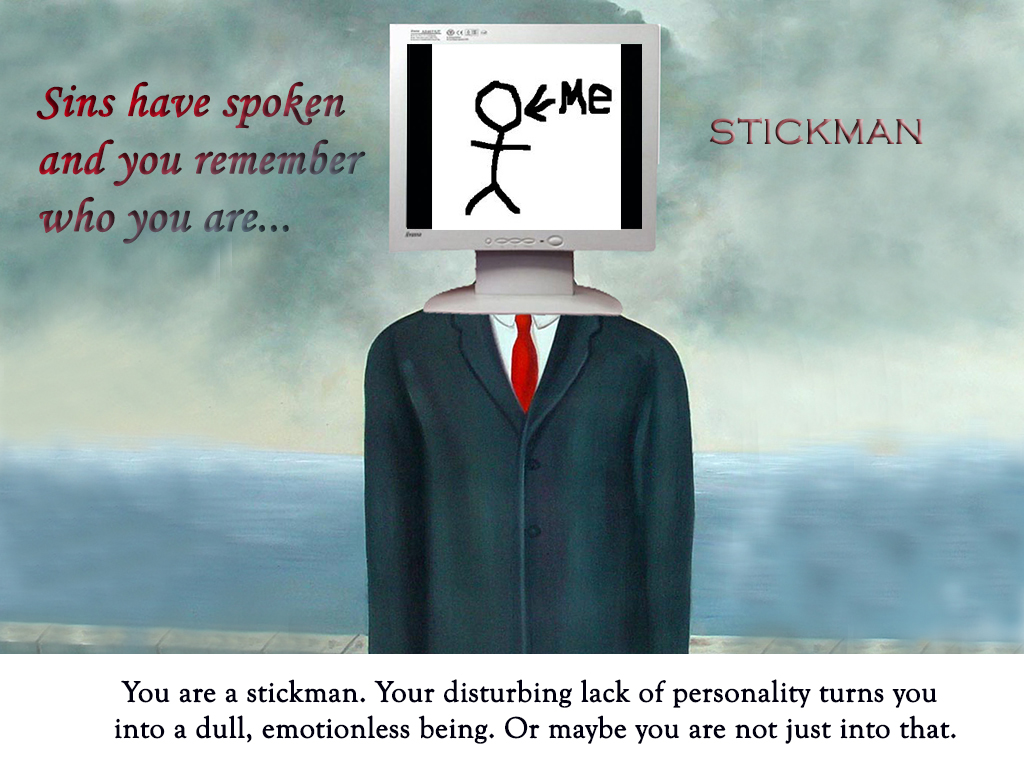 Sins have spoken
and you remember
who you are...
Me
STICKMAN
You are a stickman. Your disturbing lack of personality turns you
into a dull, emotionless being. Or maybe you are not just into that.